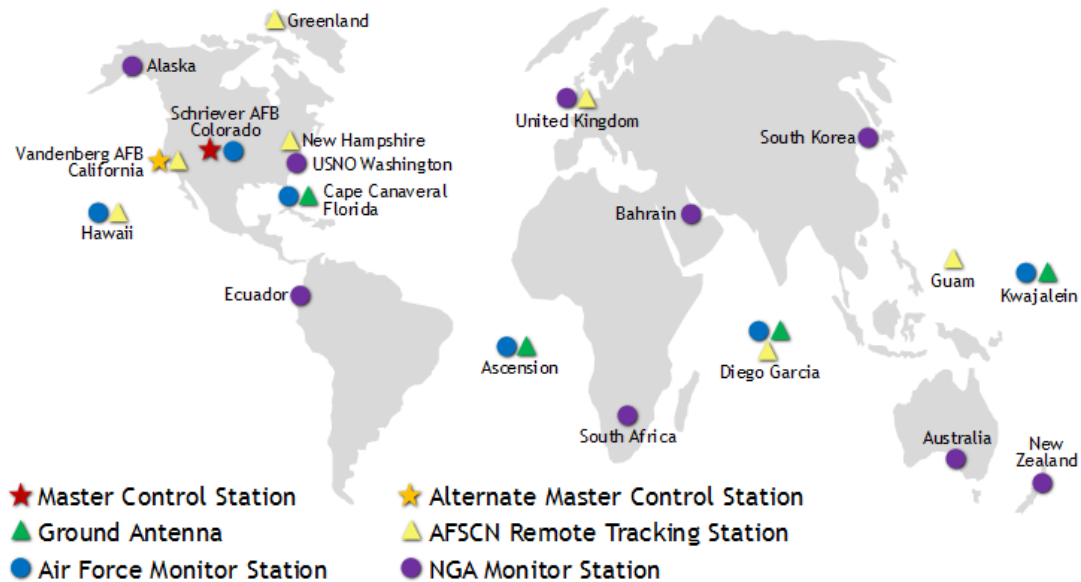 Greenland
Alaska
Schriever AFB
Colorado
New Hampshire
USNO Washington
Vandenberg AFB
California
Cape Canaveral
Florida
Hawaii
United Kingdom
South Korea
Bahrain
Guam
Kwajalein
Ecuador
Ascension
Diego Garcia
South Africa
Australia
New
Zealand
Master Control Station
Alternate Master Control Station
Ground Antenna
AFSCN Remote Tracking Station
Air Force Monitor Station
NGA Monitor Station